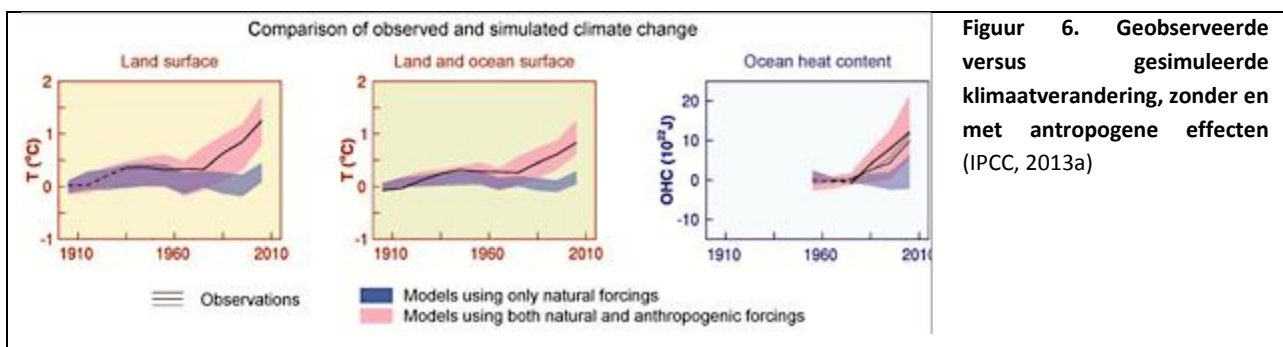 Comparison of observed and simulated climate change
Land surface
2
1
0
-1
T (°C)
1910
1960
2010
Land and ocean surface
2
1
0
-1
T (°C)
1910
1960
2010
Ocean heat content
20
10
0
-10
OHC (10²²J)
1910
1960
2010
Observations
Models using only natural forcings
Models using both natural and anthropogenic forcings
Figuur 6. Geobserveerde
versus gesimuleerde
klimaatverandering, zonder en
met antropogene effecten
(IPCC, 2013a)